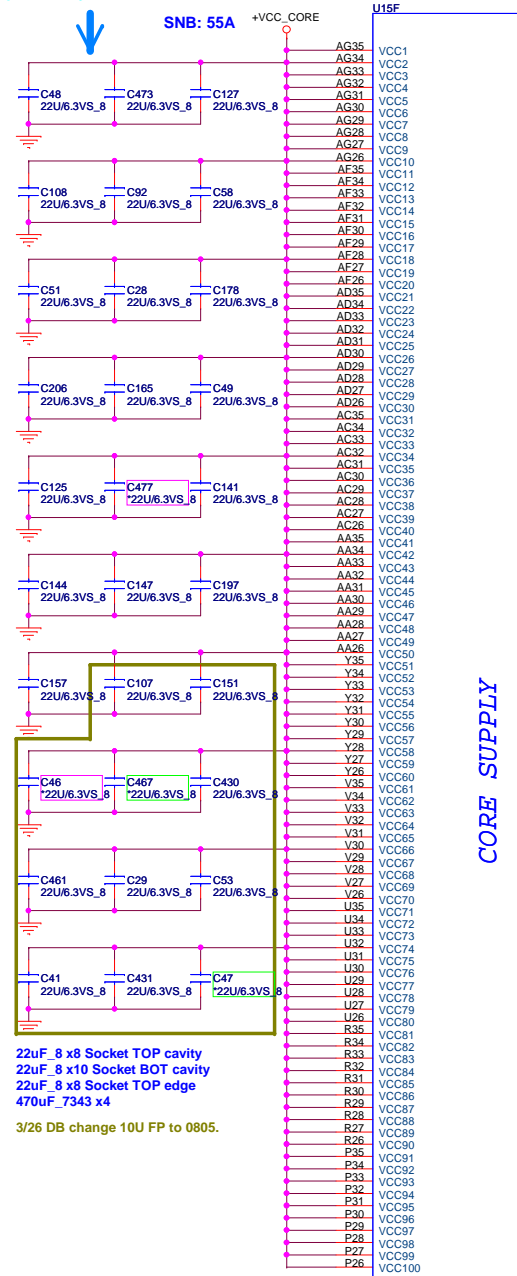 SNB: 55A
+VCC_CORE
U15F
C48 C473 C127
22U/6.3VS_8 22U/6.3VS_8 22U/6.3VS_8
C108 C92 C58
22U/6.3VS_8 22U/6.3VS_8 22U/6.3VS_8
C51 C28 C178
22U/6.3VS_8 22U/6.3VS_8 22U/6.3VS_8
C206 C165 C49
22U/6.3VS_8 22U/6.3VS_8 22U/6.3VS_8
C125 C477 C141
22U/6.3VS_8 *22U/6.3VS_8 22U/6.3VS_8
C144 C147 C197
22U/6.3VS_8 22U/6.3VS_8 22U/6.3VS_8
C157 C107 C151
22U/6.3VS_8 22U/6.3VS_8 22U/6.3VS_8
C46 C467 C430
*22U/6.3VS_8 *22U/6.3VS_8 22U/6.3VS_8
C461 C29 C53
22U/6.3VS_8 22U/6.3VS_8 22U/6.3VS_8
C41 C431 C47
22U/6.3VS_8 22U/6.3VS_8 *22U/6.3VS_8
22uF_8 x8 Socket TOP cavity
22uF_8 x10 Socket BOT cavity
22uF_8 x8 Socket TOP edge
470uF_7343 x4
3/26 DB change 10U FP to 0805.
AG35 VCC1
AG34 VCC2
AG33 VCC3
AG32 VCC4
AG31 VCC5
AG30 VCC6
AG29 VCC7
AG28 VCC8
AG27 VCC9
AG26 VCC10
AF35 VCC11
AF34 VCC12
AF33 VCC13
AF32 VCC14
AF31 VCC15
AF30 VCC16
AF29 VCC17
AF28 VCC18
AF27 VCC19
AF26 VCC20
AD35 VCC21
AD34 VCC22
AD33 VCC23
AD32 VCC24
AD31 VCC25
AD30 VCC26
AD29 VCC27
AD28 VCC28
AD27 VCC29
AD26 VCC30
AC35 VCC31
AC34 VCC32
AC33 VCC33
AC32 VCC34
AC31 VCC35
AC30 VCC36
AC29 VCC37
AC28 VCC38
AC27 VCC39
AC26 VCC40
AA35 VCC41
AA34 VCC42
AA33 VCC43
AA32 VCC44
AA31 VCC45
AA30 VCC46
AA29 VCC47
AA28 VCC48
AA27 VCC49
AA26 VCC50
Y35 VCC51
Y34 VCC52
Y33 VCC53
Y32 VCC54
Y31 VCC55
Y30 VCC56
Y29 VCC57
Y28 VCC58
Y27 VCC59
Y26 VCC60
V35 VCC61
V34 VCC62
V33 VCC63
V32 VCC64
V31 VCC65
V30 VCC66
V29 VCC67
V28 VCC68
V27 VCC69
V26 VCC70
U35 VCC71
U34 VCC72
U33 VCC73
U32 VCC74
U31 VCC75
U30 VCC76
U29 VCC77
U28 VCC78
U27 VCC79
U26 VCC80
R35 VCC81
R34 VCC82
R33 VCC83
R32 VCC84
R31 VCC85
R30 VCC86
R29 VCC87
R28 VCC88
R27 VCC89
R26 VCC90
P35 VCC91
P34 VCC92
P33 VCC93
P32 VCC94
P31 VCC95
P30 VCC96
P29 VCC97
P28 VCC98
P27 VCC99
P26 VCC100
CORE SUPPLY